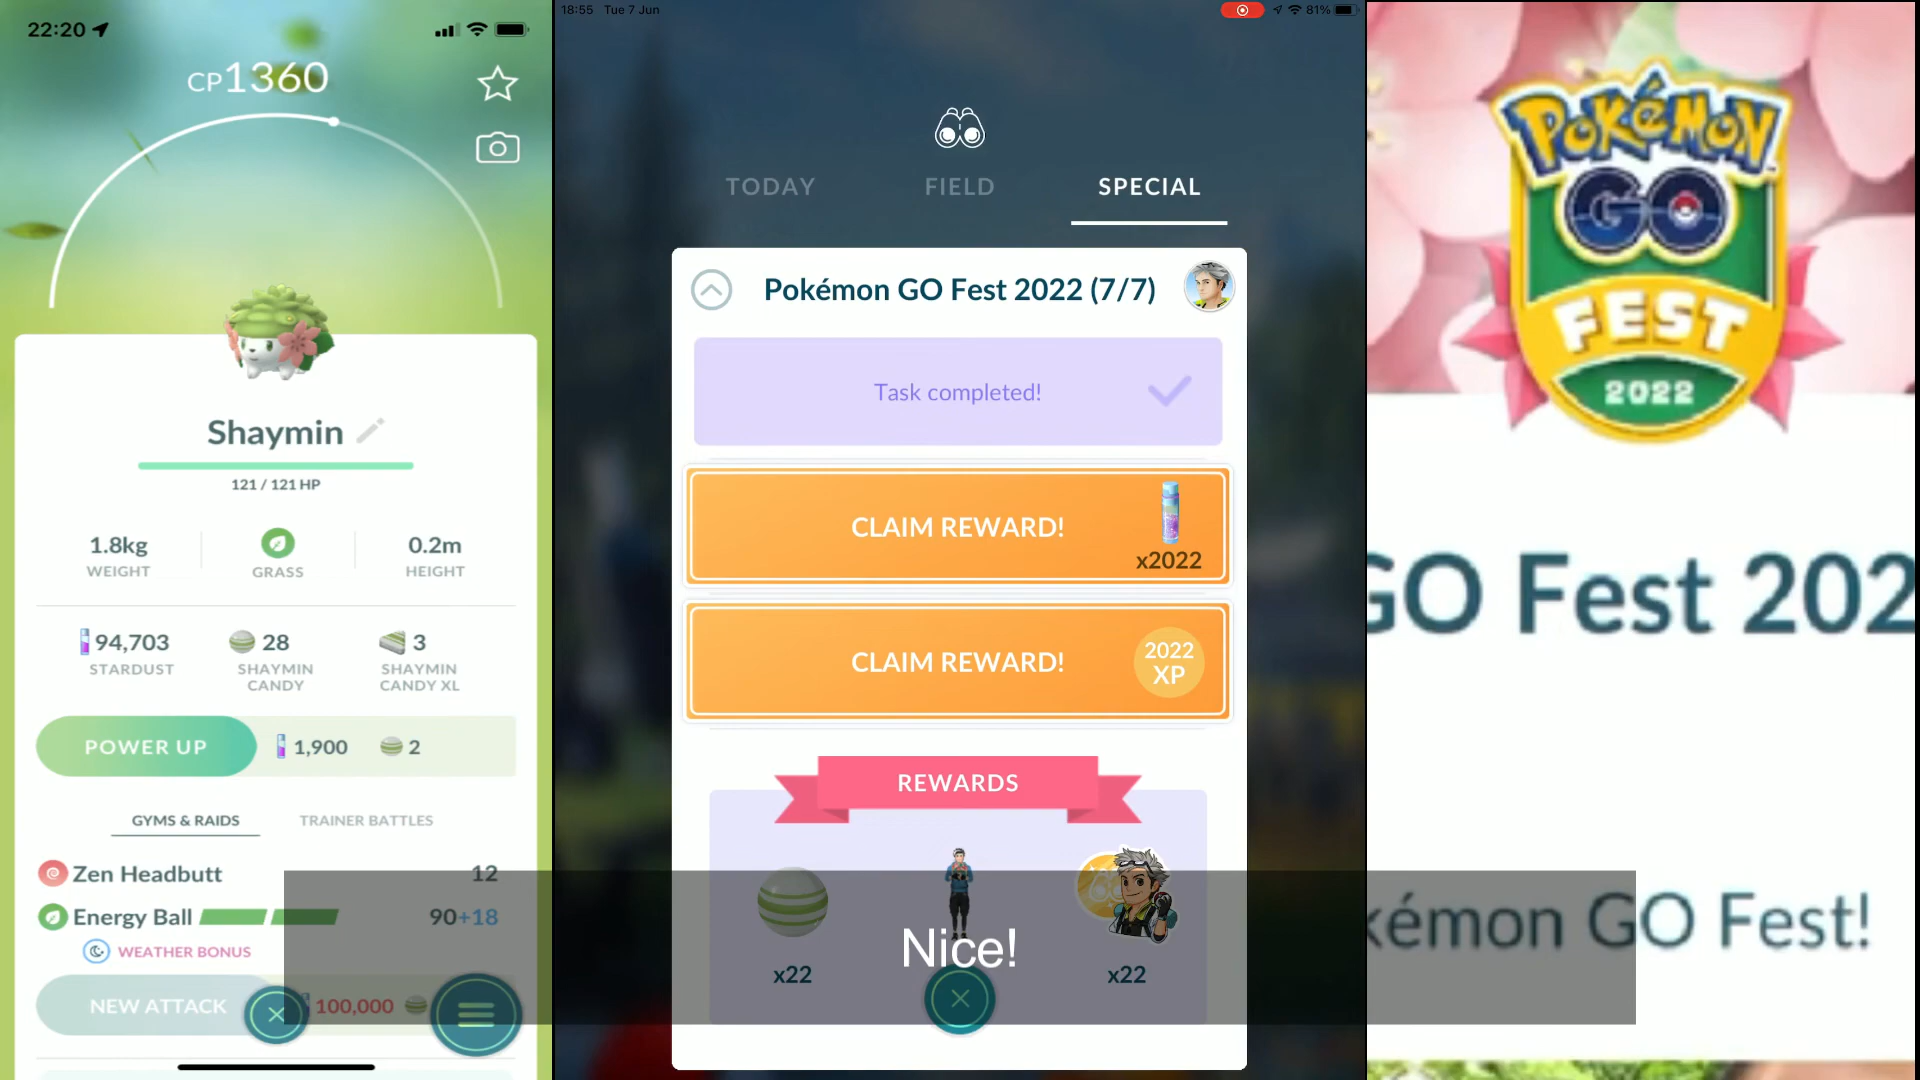 22:20
CP1360
Shaymin
121 / 121 HP
1.8kg
WEIGHT
GRASS
0.2m
HEIGHT
94,703
STARDUST
28
SHAYMIN
CANDY
3
SHAYMIN
CANDY XL
POWER UP
1,900
2
GYMS & RAIDS
TRAINER BATTLES
Zen Headbutt
12
Energy Ball
90+18
WEATHER BONUS
NEW ATTACK
100,000
18:55 Tue 7 Jun
81%
TODAY
FIELD
SPECIAL
Pokémon GO Fest 2022 (7/7)
Task completed!
CLAIM REWARD!
x2022
CLAIM REWARD!
2022
XP
REWARDS
x22
x22
Nice!
POKéMON
GO
FEST
2022
GO Fest 202
kémon GO Fest!